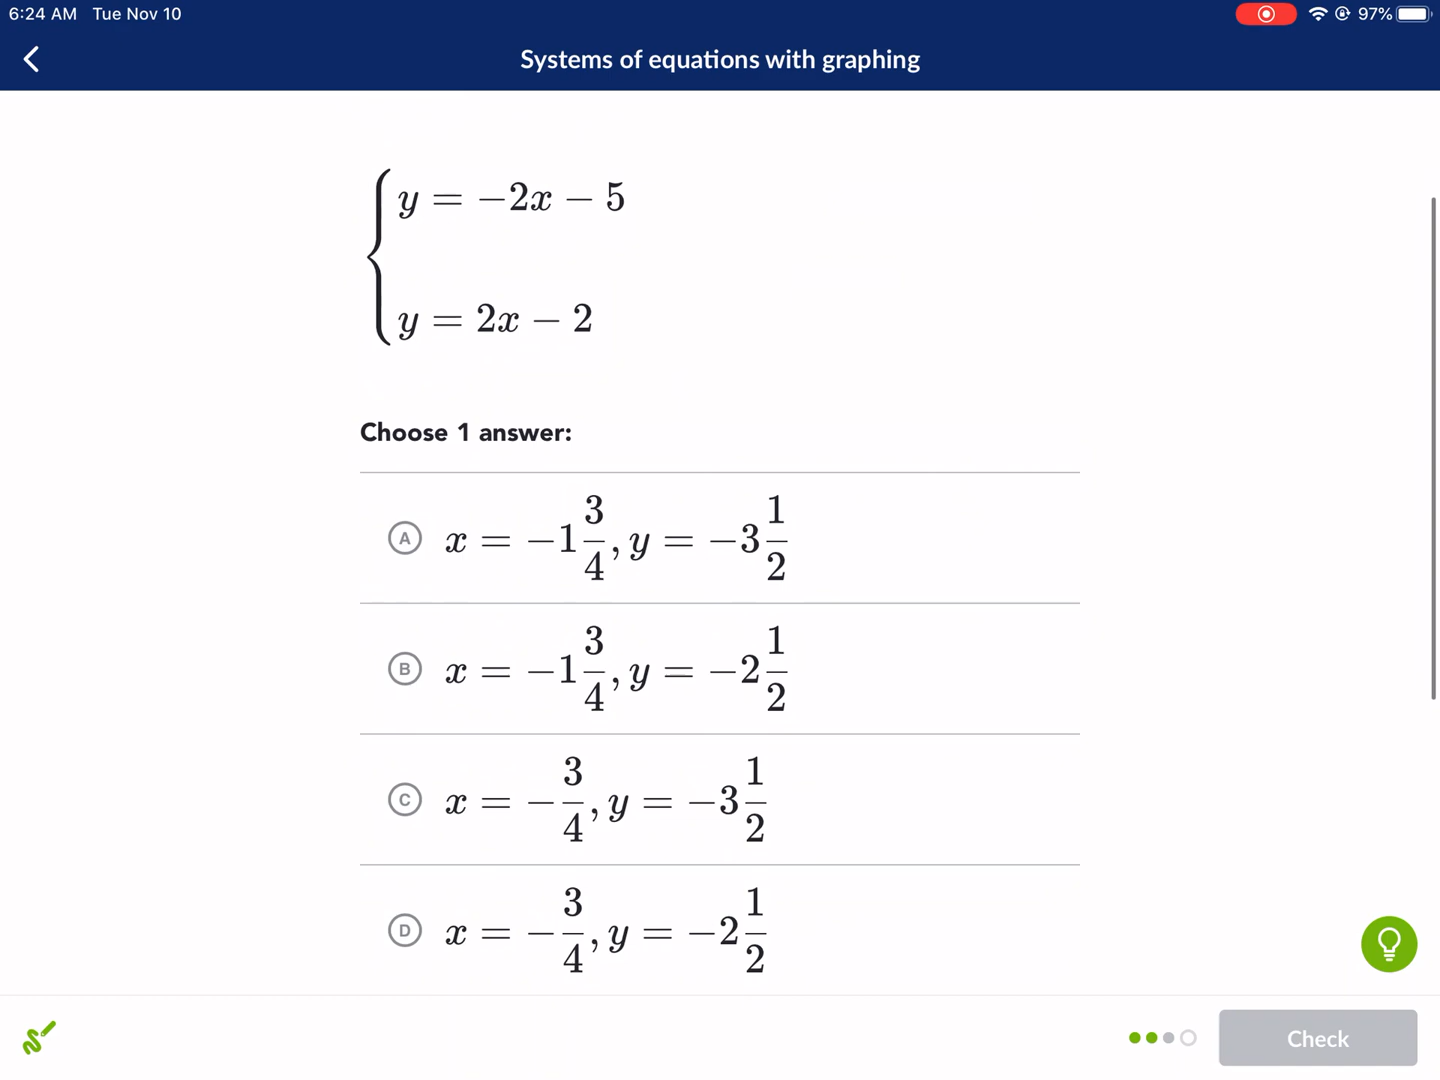 6:24 AM Tue Nov 10 97%
Systems of equations with graphing
y = −2x − 5
y = 2x − 2
Choose 1 answer:
A x = −1 3/4, y = −3 1/2
B x = −1 3/4, y = −2 1/2
C x = −3/4, y = −3 1/2
D x = −3/4, y = −2 1/2
Check